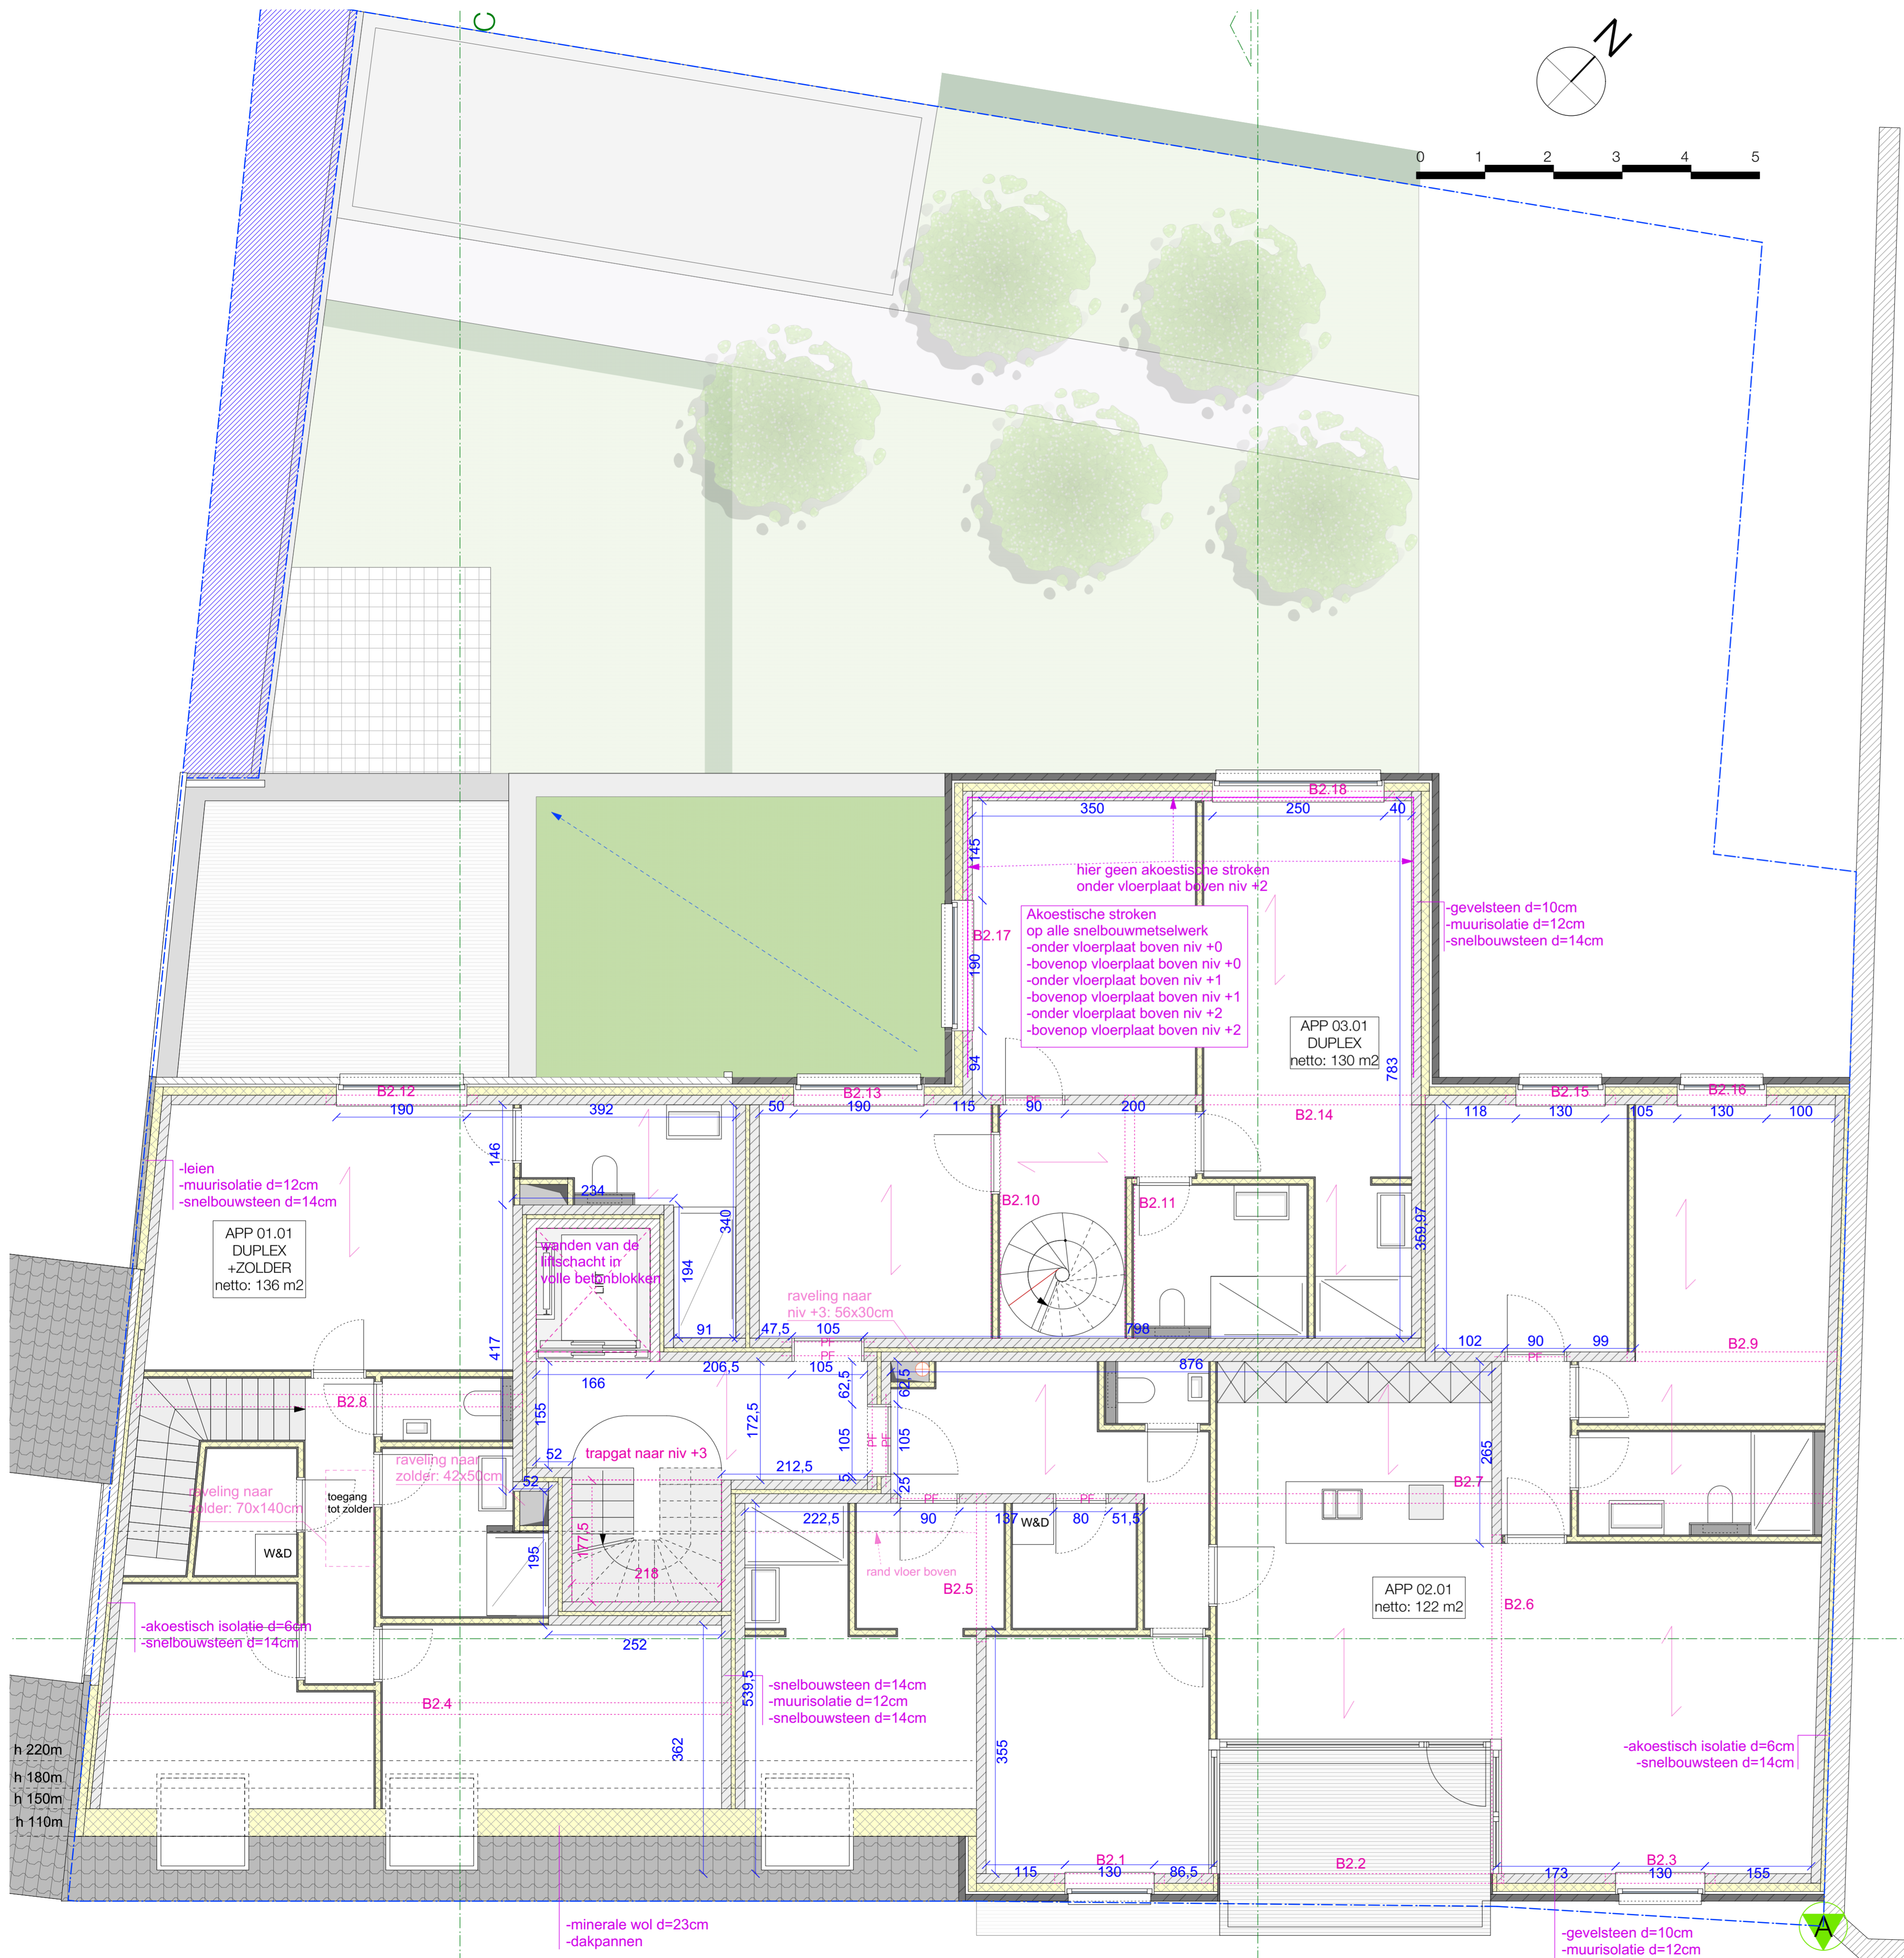 C
N
0 1 2 3 4 5
B2.18
350 250 40
145
hier geen akoestische stroken
onder vloerplaat boven niv +2
Akoestische stroken
op alle snelbouwmetselwerk
-onder vloerplaat boven niv +0
-bovenop vloerplaat boven niv +0
-onder vloerplaat boven niv +1
-bovenop vloerplaat boven niv +1
-onder vloerplaat boven niv +2
-bovenop vloerplaat boven niv +2
B2.17
190
94
-gevelsteen d=10cm
-muurisolatie d=12cm
-snelbouwsteen d=14cm
APP 03.01
DUPLEX
netto: 130 m2
783
B2.12
B2.13
B2.15
B2.16
190 392 50 190 115 90 200
PF
B2.14
118 130 105 130 100
146
-leien
-muurisolatie d=12cm
-snelbouwsteen d=14cm
234
B2.10
B2.11
340
359,97
APP 01.01
DUPLEX
+ZOLDER
netto: 136 m2
wanden van de
liftschacht in
volle betonblokken
LIFT
194
raveling naar
niv +3: 56x30cm
91 47,5 105 798
PF
PF
102 90 99
PF
B2.9
417
166 206,5 105 876
62,5
62,5
B2.8
155
172,5
105
PF
PF
105
265
52
trapgat naar niv +3
212,5
5
25
raveling naar
zolder: 42x50cm
52
B2.7
raveling naar
zolder: 70x140cm
toegang
tot zolder
W&D
177,5
195
218
222,5 90 137 80 51,5
PF
PF
W&D
rand vloer boven
B2.5
APP 02.01
netto: 122 m2
B2.6
-akoestisch isolatie d=6cm
-snelbouwsteen d=14cm
252
539,5
-snelbouwsteen d=14cm
-muurisolatie d=12cm
-snelbouwsteen d=14cm
B2.4
362
355
-akoestisch isolatie d=6cm
-snelbouwsteen d=14cm
h 220m
h 180m
h 150m
h 110m
B2.1
B2.2
B2.3
115 130 86,5
173 130 155
-minerale wol d=23cm
-dakpannen
A
-gevelsteen d=10cm
-muurisolatie d=12cm